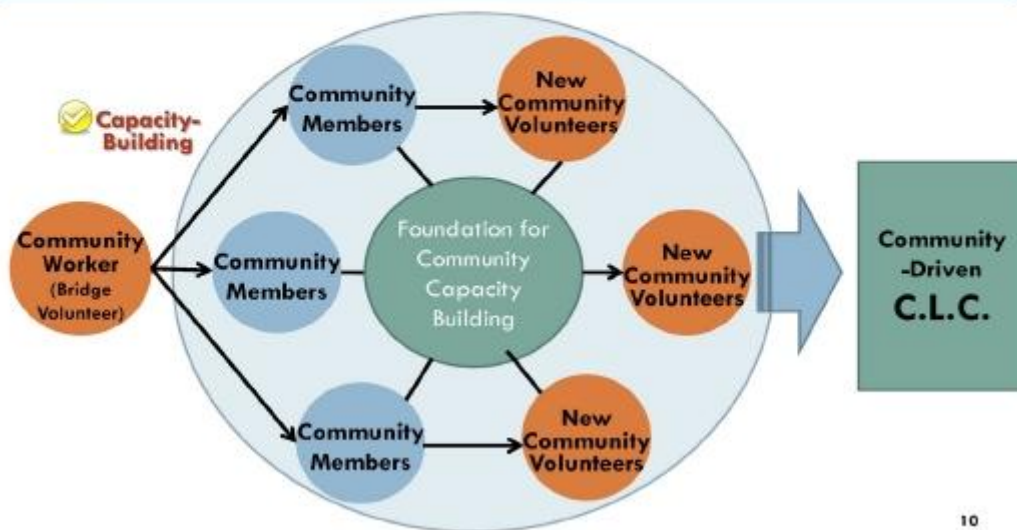 Capacity-
Building
Community
Worker
(Bridge
Volunteer)
Community
Members
New
Community
Volunteers
Community
Members
Foundation for
Community
Capacity
Building
New
Community
Volunteers
Community
Members
New
Community
Volunteers
Community
-Driven
C.L.C.
10